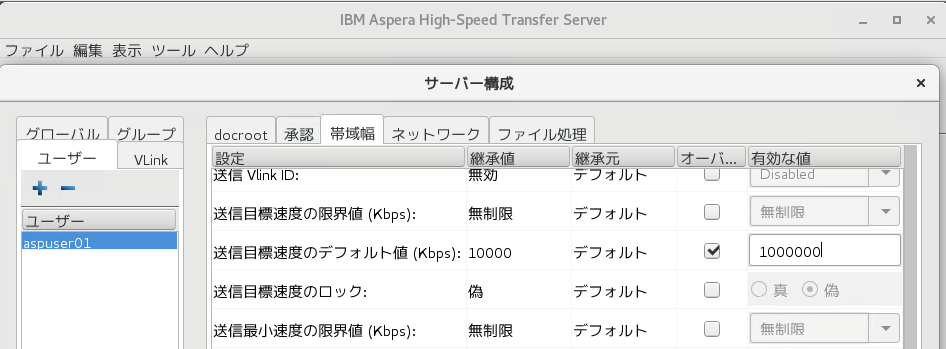 IBM Aspera High-Speed Transfer Server
ファイル 編集 表示 ツール ヘルプ
サーバー構成
グローバル グループ
ユーザー VLink
ユーザー
aspuser01
docroot 承認 帯域幅 ネットワーク ファイル処理
設定 継承値 継承元 オーバ... 有効な値
送信 Vlink ID: 無効 デフォルト Disabled
送信目標速度の限界値 (Kbps): 無制限 デフォルト 無制限
送信目標速度のデフォルト値 (Kbps): 10000 デフォルト 1000000
送信目標速度のロック: 偽 デフォルト 真 偽
送信最小速度の限界値 (Kbps): 無制限 デフォルト 無制限